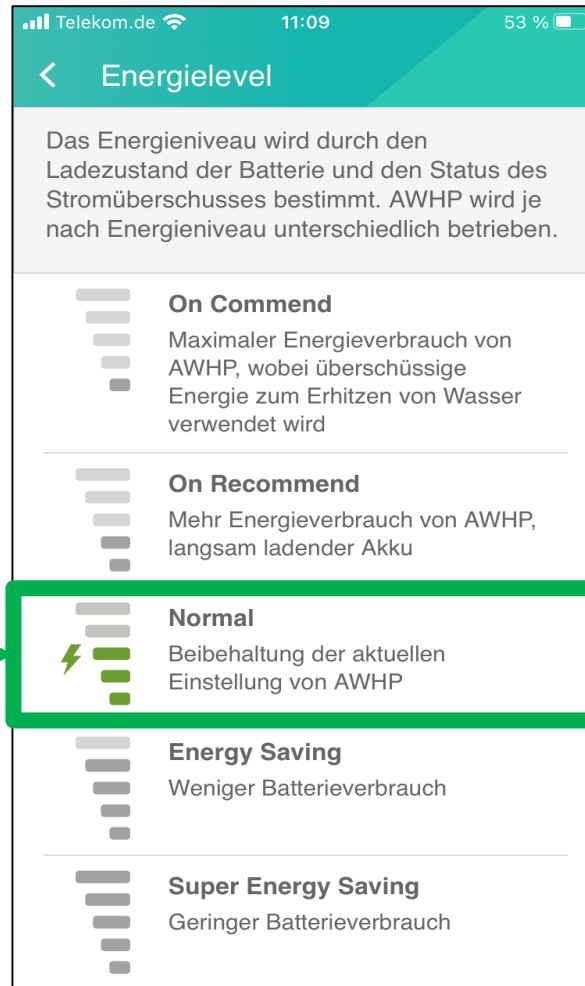 Telekom.de 11:09 53 %
Energielevel
Das Energieniveau wird durch den
Ladezustand der Batterie und den Status des
Stromüberschusses bestimmt. AWHP wird je
nach Energieniveau unterschiedlich betrieben.
On Commend
Maximaler Energieverbrauch von
AWHP, wobei überschüssige
Energie zum Erhitzen von Wasser
verwendet wird
On Recommend
Mehr Energieverbrauch von AWHP,
langsam ladender Akku
Normal
Beibehaltung der aktuellen
Einstellung von AWHP
Energy Saving
Weniger Batterieverbrauch
Super Energy Saving
Geringer Batterieverbrauch